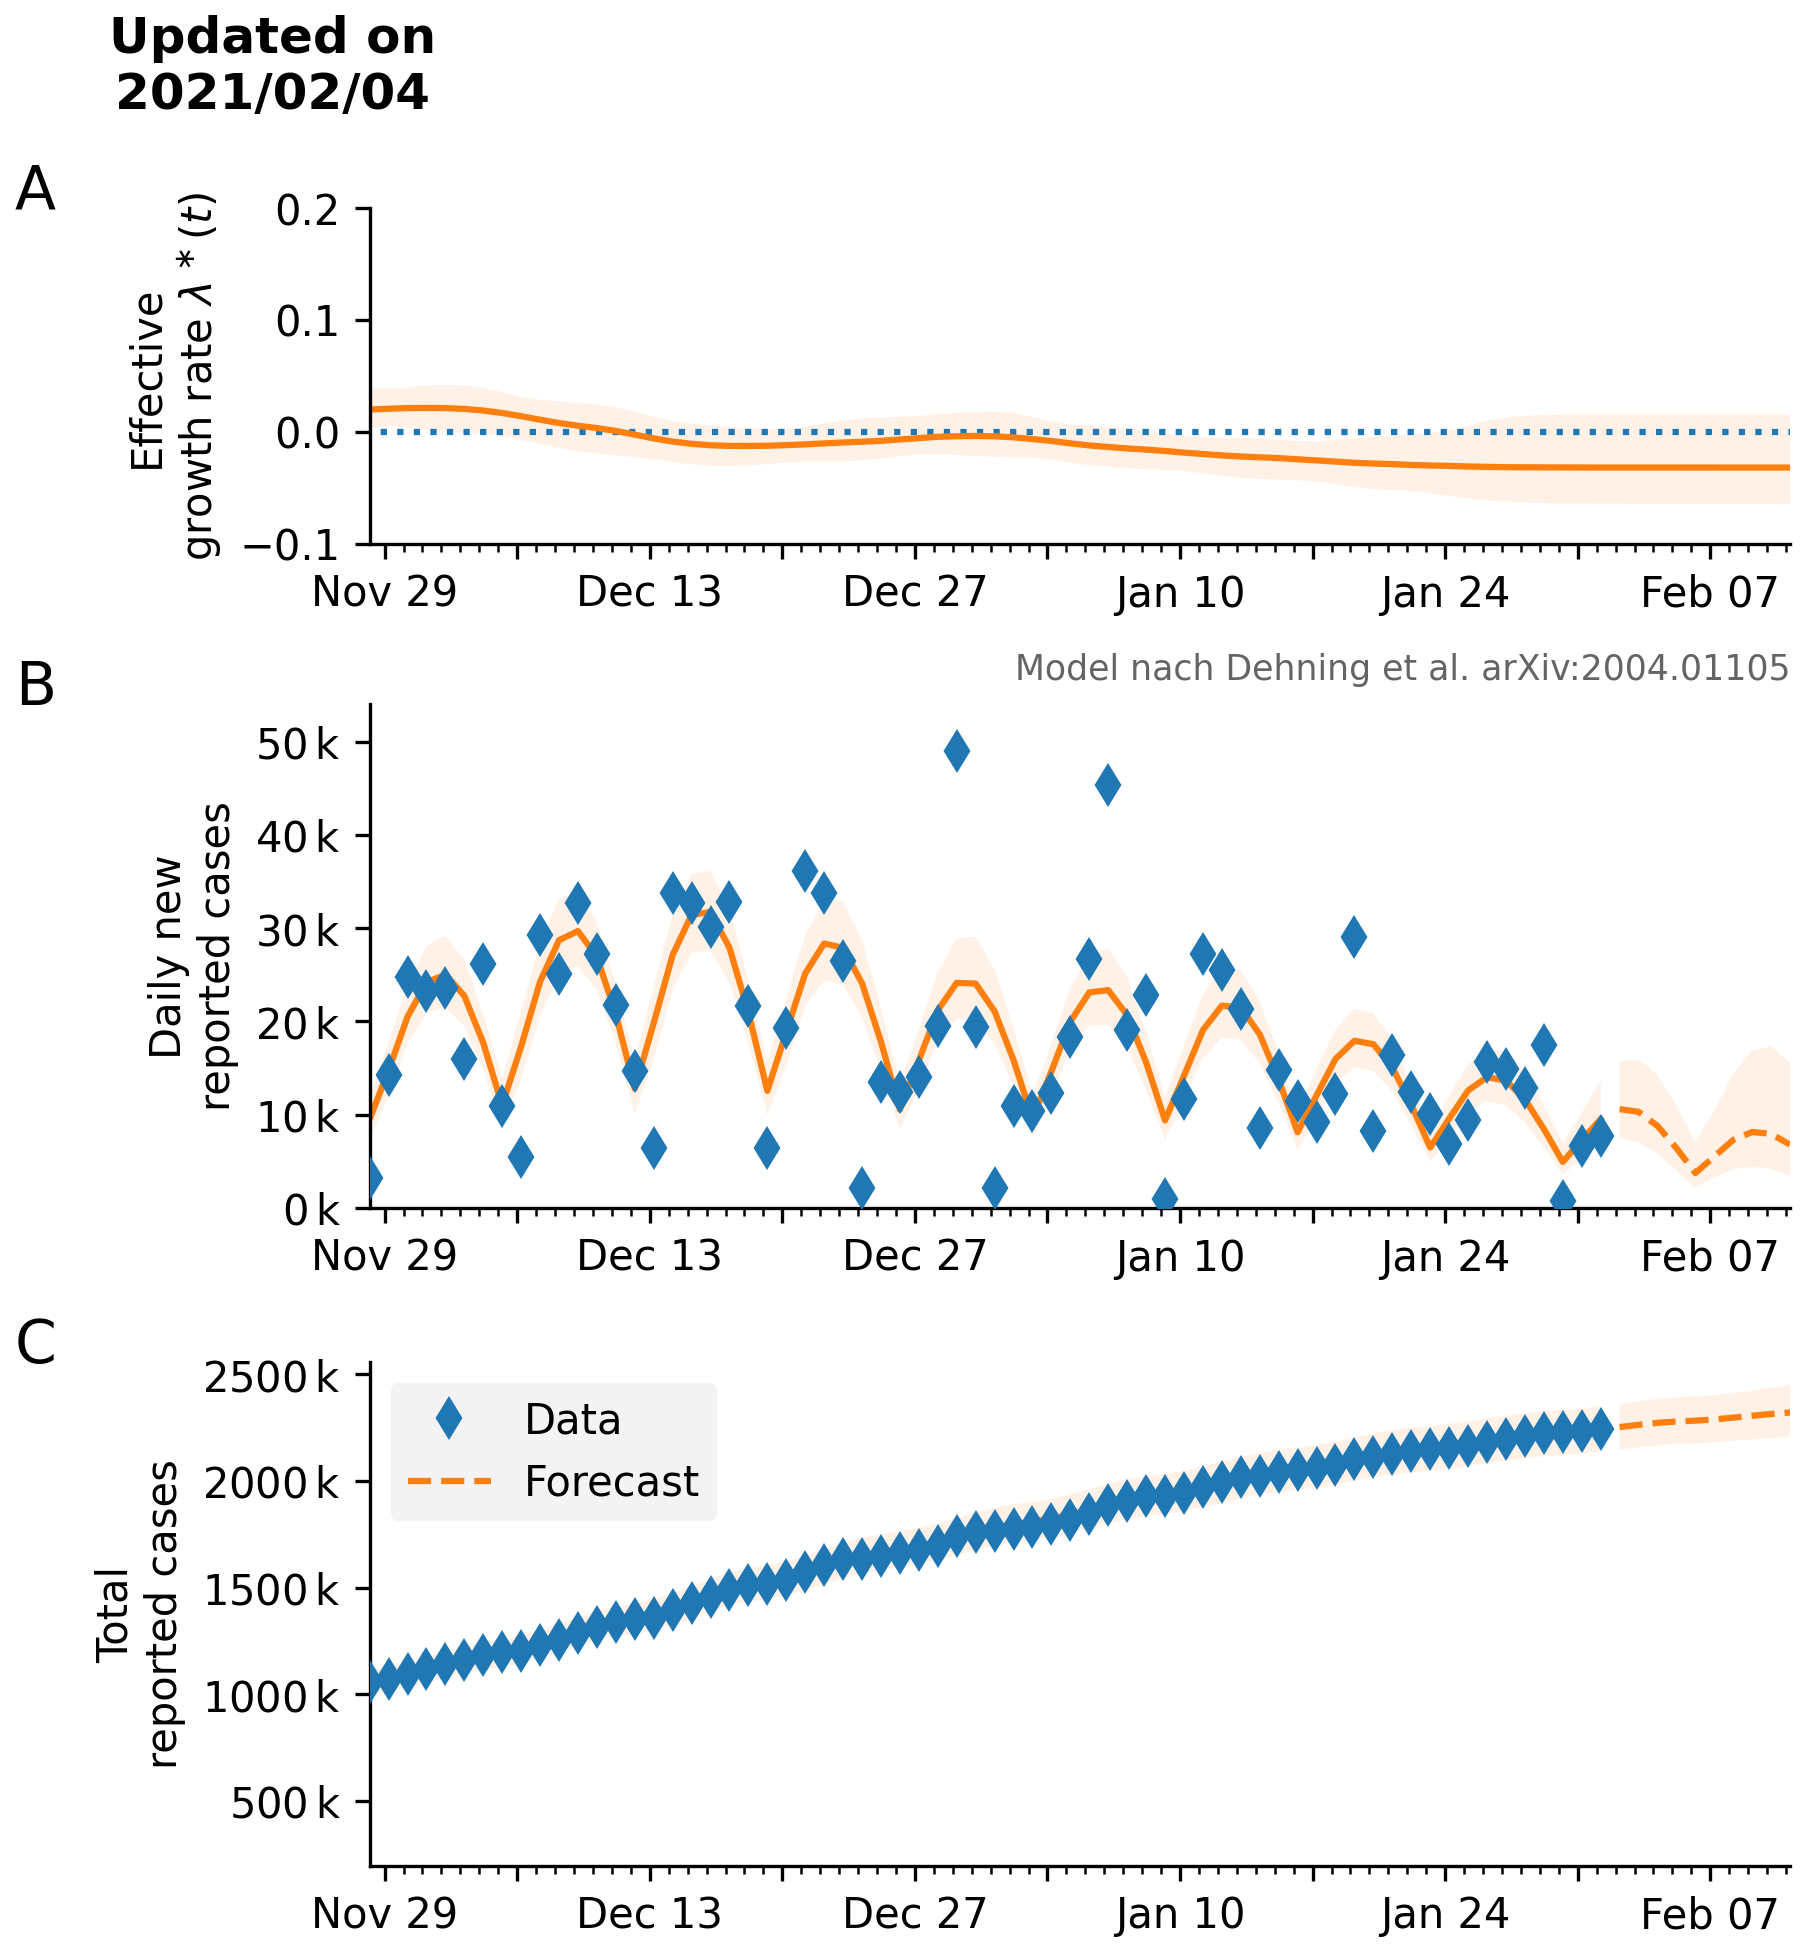 Updated on
2021/02/04
A
Effective
growth rate λ * (t)
0.2
0.1
0.0
−0.1
Nov 29 Dec 13 Dec 27 Jan 10 Jan 24 Feb 07
B
Model nach Dehning et al. arXiv:2004.01105
Daily new
reported cases
50 k
40 k
30 k
20 k
10 k
0 k
Nov 29 Dec 13 Dec 27 Jan 10 Jan 24 Feb 07
C
Total
reported cases
2500 k
2000 k
1500 k
1000 k
500 k
Data
Forecast
Nov 29 Dec 13 Dec 27 Jan 10 Jan 24 Feb 07